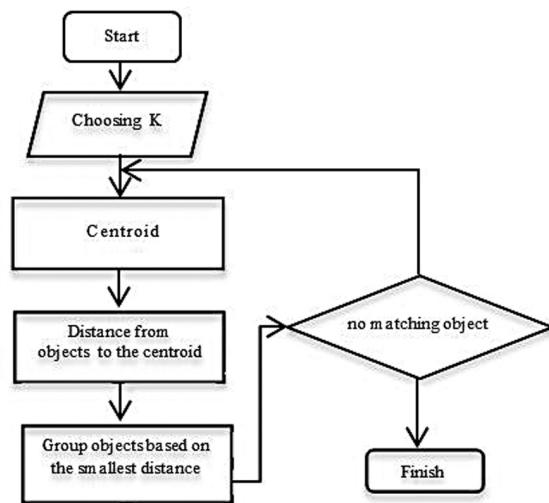 Start
Choosing K
Centroid
Distance from
objects to the centroid
Group objects based on
the smallest distance
no matching object
Finish